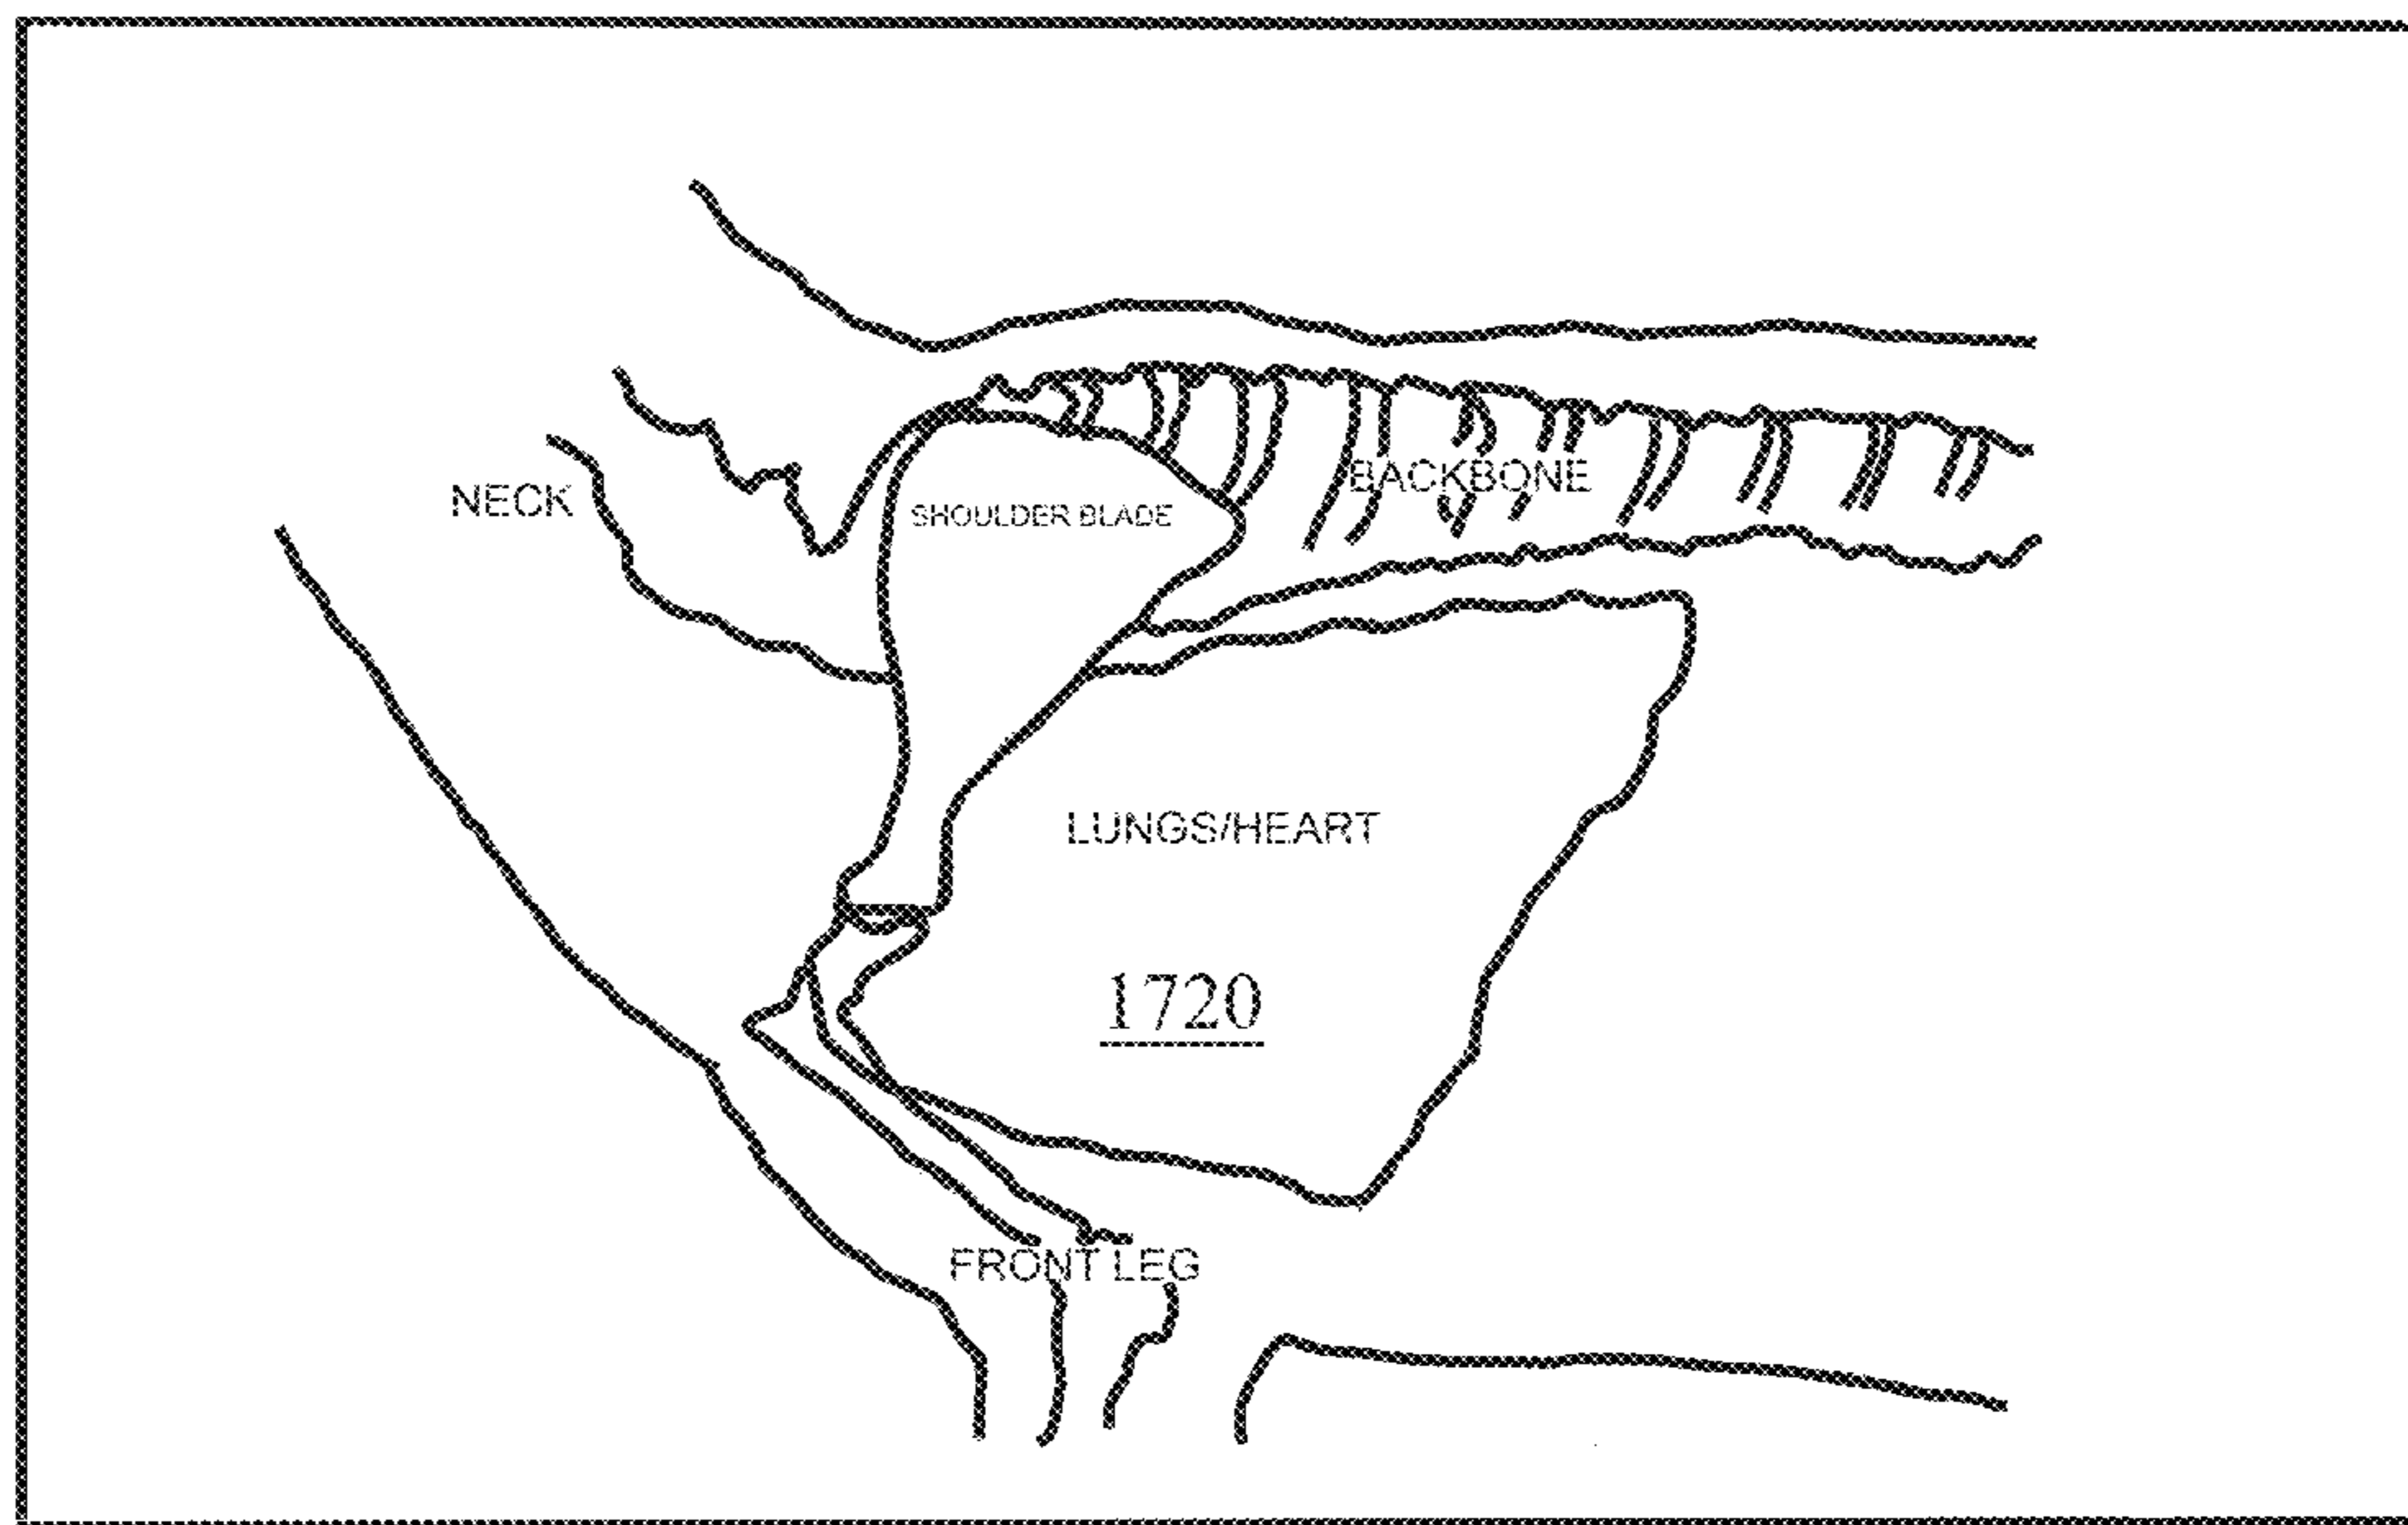 BACKBONE
NECK
SHOULDER BLADE
LUNGS/HEART
1720
FRONT LEG